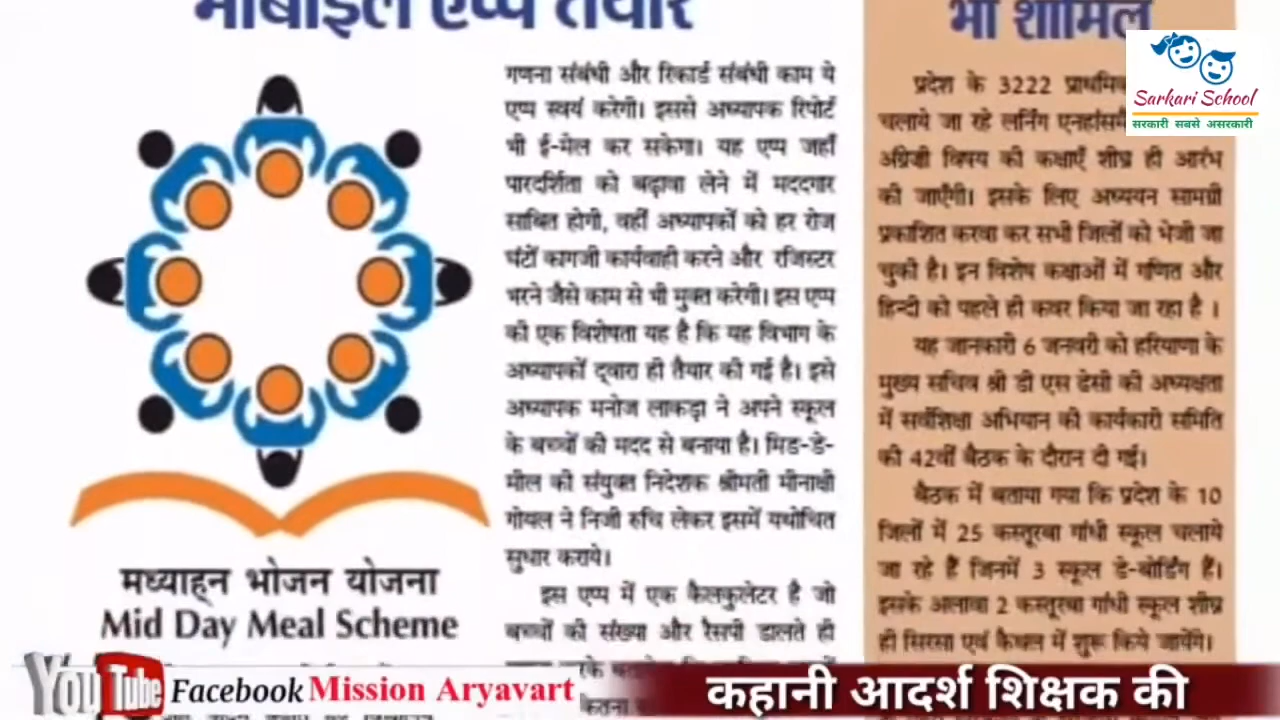 मोबाइल एप्प तैयार
गणना संबंधी और रिकार्ड संबंधी काम ये
एप्प स्वयं करेगी। इससे अध्यापक रिपोर्ट
भी ई-मेल कर सकेगा। यह एप्प जहाँ
पारदर्शिता को बढ़ावा लेने में मददगार
साबित होगी, वहीं अध्यापकों को हर रोज
घंटों कागजी कार्यवाही करने और रजिस्टर
भरने जैसे काम से भी मुक्त करेगी। इस एप्प
की एक विशेषता यह है कि यह विभाग के
अध्यापकों द्वारा ही तैयार की गई है। इसे
अध्यापक मनोज लाकड़ा ने अपने स्कूल
के बच्चों की मदद से बनाया है। मिड-डे-
मील की संयुक्त निदेशक श्रीमती मीनाक्षी
गोयल ने निजी रुचि लेकर इसमें यथोचित
सुधार कराये।
इस एप्प में एक कैलकुलेटर है जो
बच्चों की संख्या और रैसपी डालते ही
मध्याह्न भोजन योजना
Mid Day Meal Scheme
भी शामिल
प्रदेश के 3222
चलाये जा रहे लर्निंग
अंग्रेजी विषय की कक्षाएँ शीघ्र ही आरंभ
की जाएँगी। इसके लिए अध्ययन सामग्री
प्रकाशित करवा कर सभी जिलों को भेजी जा
चुकी है। इन विशेष कक्षाओं में गणित और
हिन्दी को पहले ही कवर किया जा रहा है ।
यह जानकारी 6 जनवरी को हरियाणा के
मुख्य सचिव श्री डी एस ढेसी की अध्यक्षता
में सर्वशिक्षा अभियान की कार्यकारी समिति
की 42वीं बैठक के दौरान दी गई।
बैठक में बताया गया कि प्रदेश के 10
जिलों में 25 कस्तूरबा गांधी स्कूल चलाये
जा रहे हैं जिनमें 3 स्कूल डे-बोर्डिंग हैं।
इसके अलावा 2 कस्तूरबा गांधी स्कूल शीघ्र
ही सिरसा एवं कैथल में शुरू किये जायेंगे।
Sarkari School
सरकारी सबसे असरकारी
YouTube Facebook Mission Aryavart
कहानी आदर्श शिक्षक की